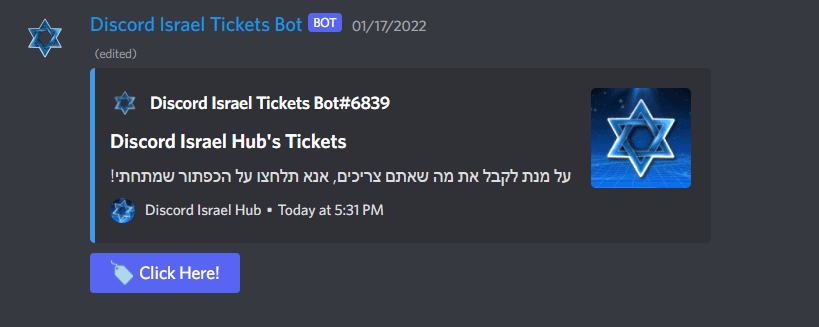 Discord Israel Tickets Bot BOT 01/17/2022
(edited)
Discord Israel Tickets Bot#6839
Discord Israel Hub's Tickets
על מנת לקבל את מה שאתם צריכים, אנא תלחצו על הכפתור שמתחתי!
Discord Israel Hub • Today at 5:31 PM
Click Here!